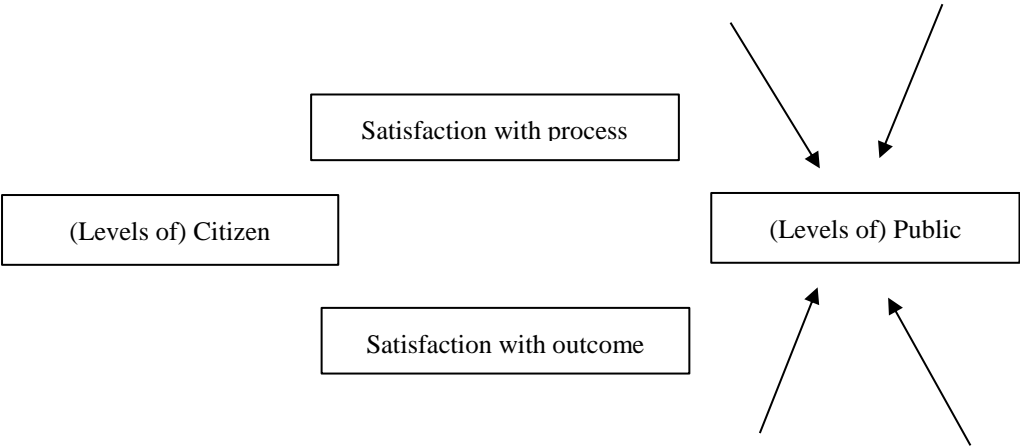 Satisfaction with process
(Levels of) Citizen
(Levels of) Public
Satisfaction with outcome